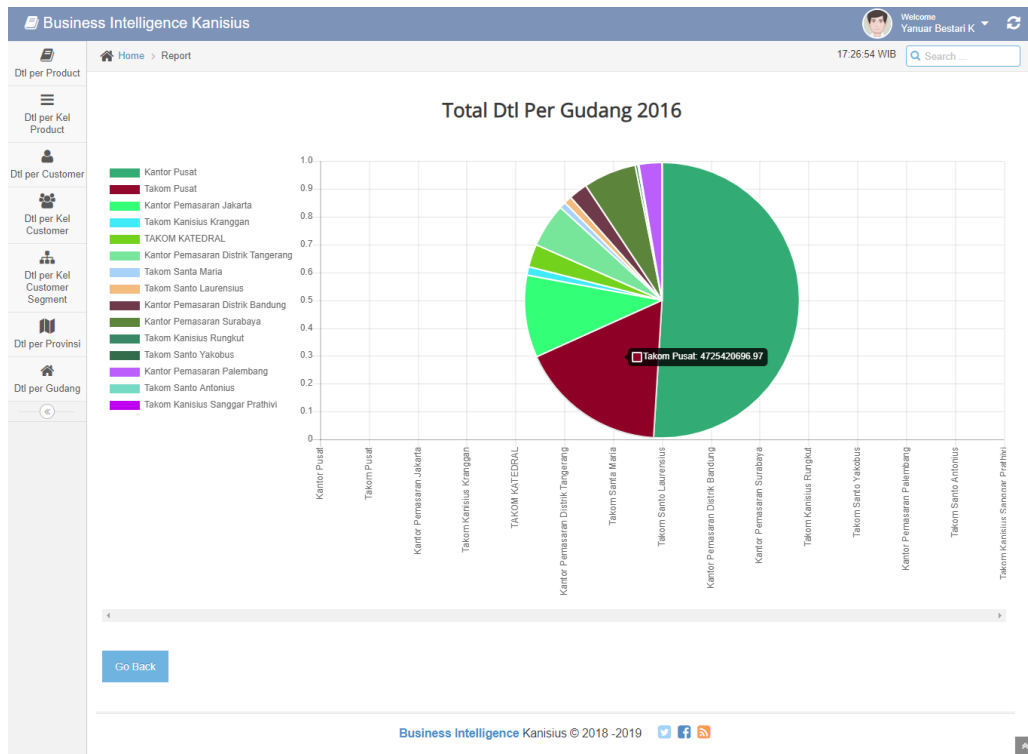 Business Intelligence Kanisius
Welcome
Yanuar Bestari K
Dtl per Product
Dtl per Kel
Product
Dtl per Customer
Dtl per Kel
Customer
Dtl per Kel
Customer
Segment
Dtl per Provinsi
Dtl per Gudang
Home > Report
17:26:54 WIB
Search ...
Total Dtl Per Gudang 2016
Kantor Pusat
Takom Pusat
Kantor Pemasaran Jakarta
Takom Kanisius Kranggan
TAKOM KATEDRAL
Kantor Pemasaran Distrik Tangerang
Takom Santa Maria
Takom Santo Laurensius
Kantor Pemasaran Distrik Bandung
Kantor Pemasaran Surabaya
Takom Kanisius Rungkut
Takom Santo Yakobus
Kantor Pemasaran Palembang
Takom Santo Antonius
Takom Kanisius Sanggar Prathivi
1.0
0.9
0.8
0.7
0.6
0.5
0.4
0.3
0.2
0.1
0
Takom Pusat: 4725420696.97
Kantor Pusat
Takom Pusat
Kantor Pemasaran Jakarta
Takom Kanisius Kranggan
TAKOM KATEDRAL
Kantor Pemasaran Distrik Tangerang
Takom Santa Maria
Takom Santo Laurensius
Kantor Pemasaran Distrik Bandung
Kantor Pemasaran Surabaya
Takom Kanisius Rungkut
Takom Santo Yakobus
Kantor Pemasaran Palembang
Takom Santo Antonius
Takom Kanisius Sanggar Prathivi
Go Back
Business Intelligence Kanisius © 2018 -2019